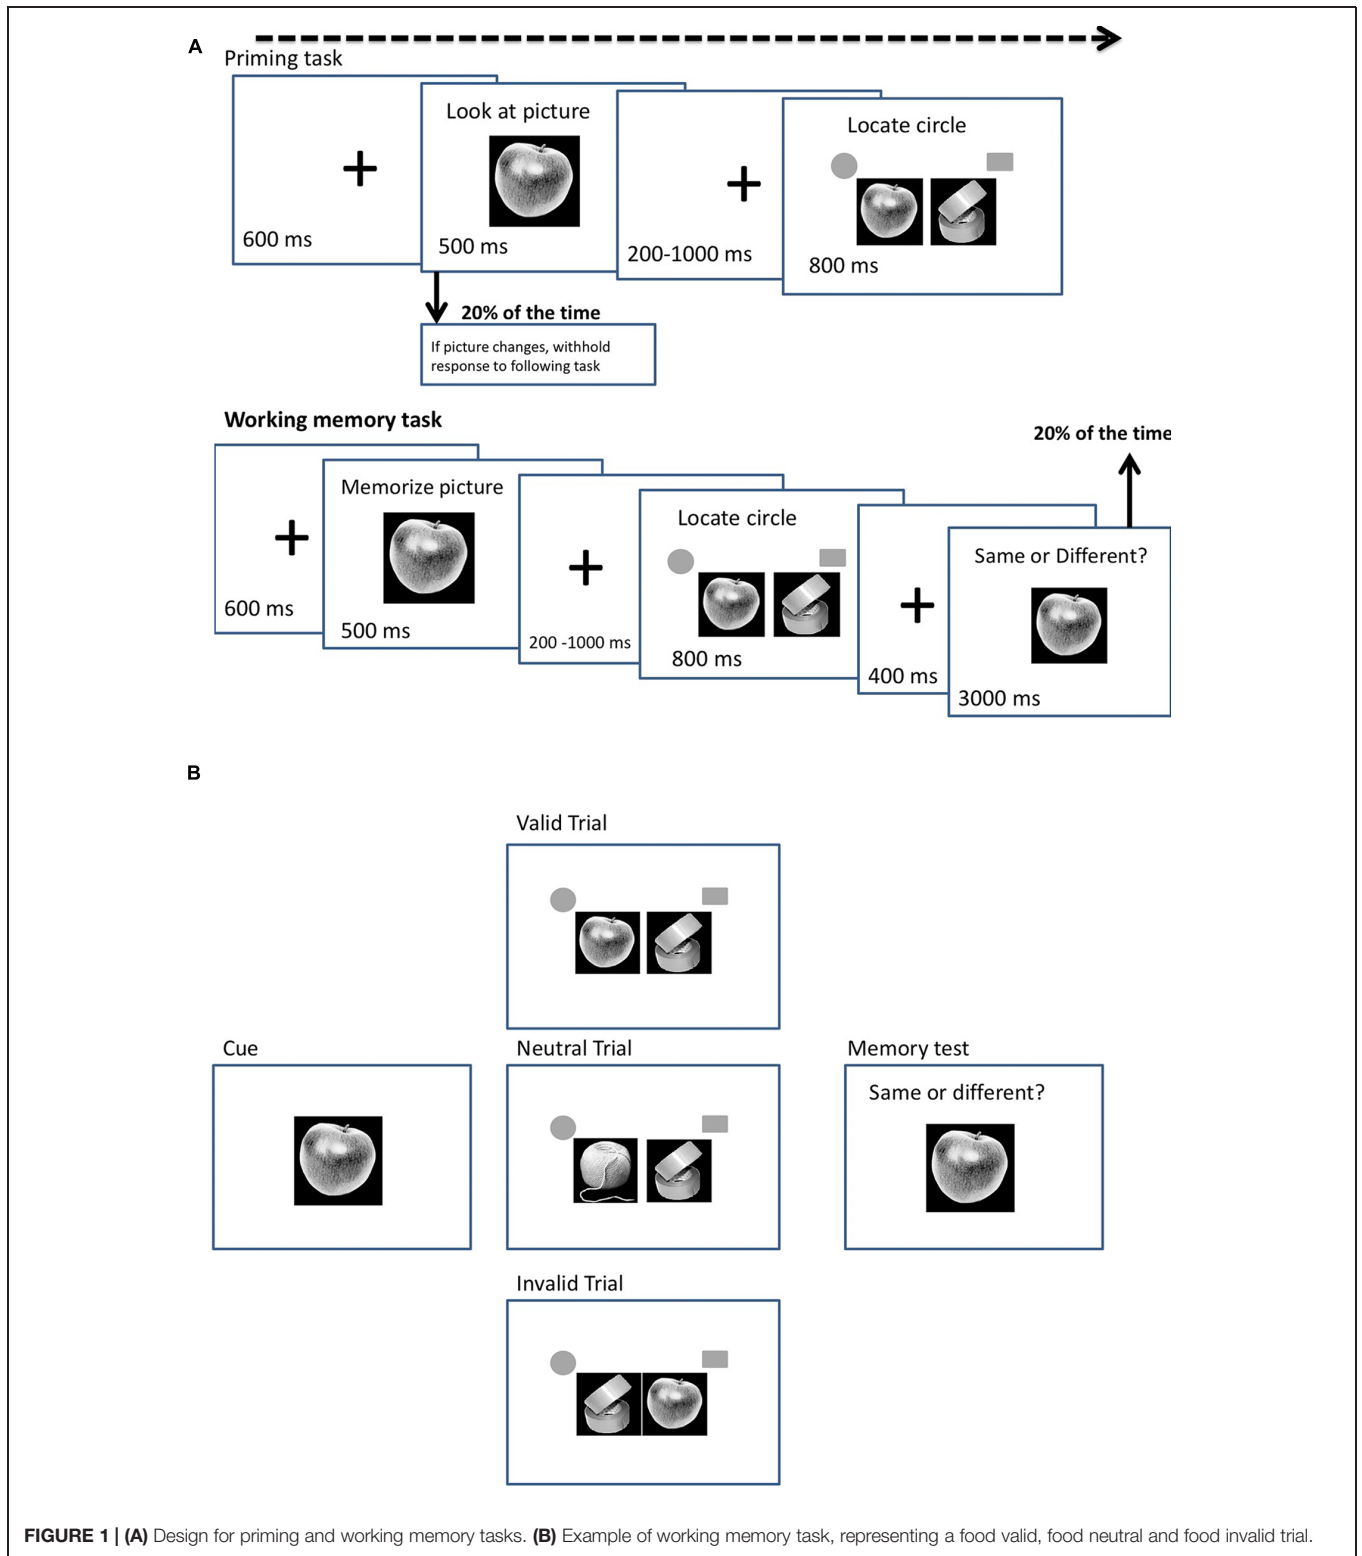 A
Priming task
Look at picture
Locate circle
600 ms
500 ms
200-1000 ms
800 ms
20% of the time
If picture changes, withhold
response to following task
Working memory task
20% of the time
Memorize picture
Locate circle
Same or Different?
600 ms
500 ms
200 -1000 ms
800 ms
400 ms
3000 ms
B
Valid Trial
Cue
Neutral Trial
Memory test
Same or different?
Invalid Trial
FIGURE 1 | (A) Design for priming and working memory tasks. (B) Example of working memory task, representing a food valid, food neutral and food invalid trial.